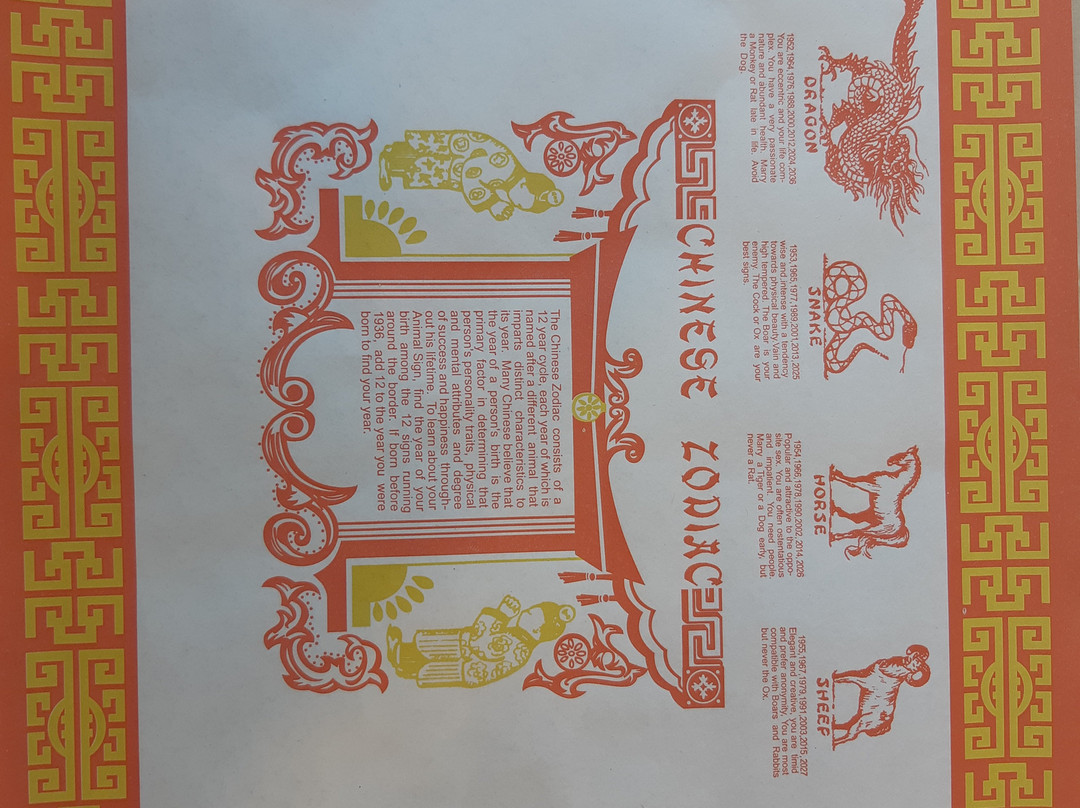 DRAGON
1952,1964,1976,1988,2000,2012,2024,2036
You are eccentric and your life com-
plex. You have a very passionate
nature and abundant health. Marry
a Monkey or Rat late in life. Avoid
the Dog.
SNAKE
1953,1965,1977,1989,2001,2013,2025
wise and intense with a tendency
towards physical beauty.Vain and
high tempered. The Boar is your
enemy. The Cock or Ox are your
best signs.
HORSE
1954,1966,1978,1990,2002,2014,2026
Popular and attractive to the oppo-
site sex. You are often ostentatious
and impatient. You need people.
Marry a Tiger or a Dog early, but
never a Rat.
SHEEP
1955,1967,1979,1991,2003,2015,2027
Elegant and creative, you are timid
and prefer anonymity. You are most
compatible with Boars and Rabbits
but never the Ox.
CHINESE ZODIAC
The Chinese Zodiac consists of a
12 year cycle, each year of which is
named after a different animal that
imparts distinct characteristics to
its year. Many Chinese believe that
the year of a person's birth is the
primary factor in determining that
person's personality traits, physical
and mental attributes and degree
of success and happiness through-
out his lifetime. To learn about your
Animal Sign, find the year of your
birth among the 12 signs running
around the border. If born before
1936, add 12 to the year you were
born to find your year.